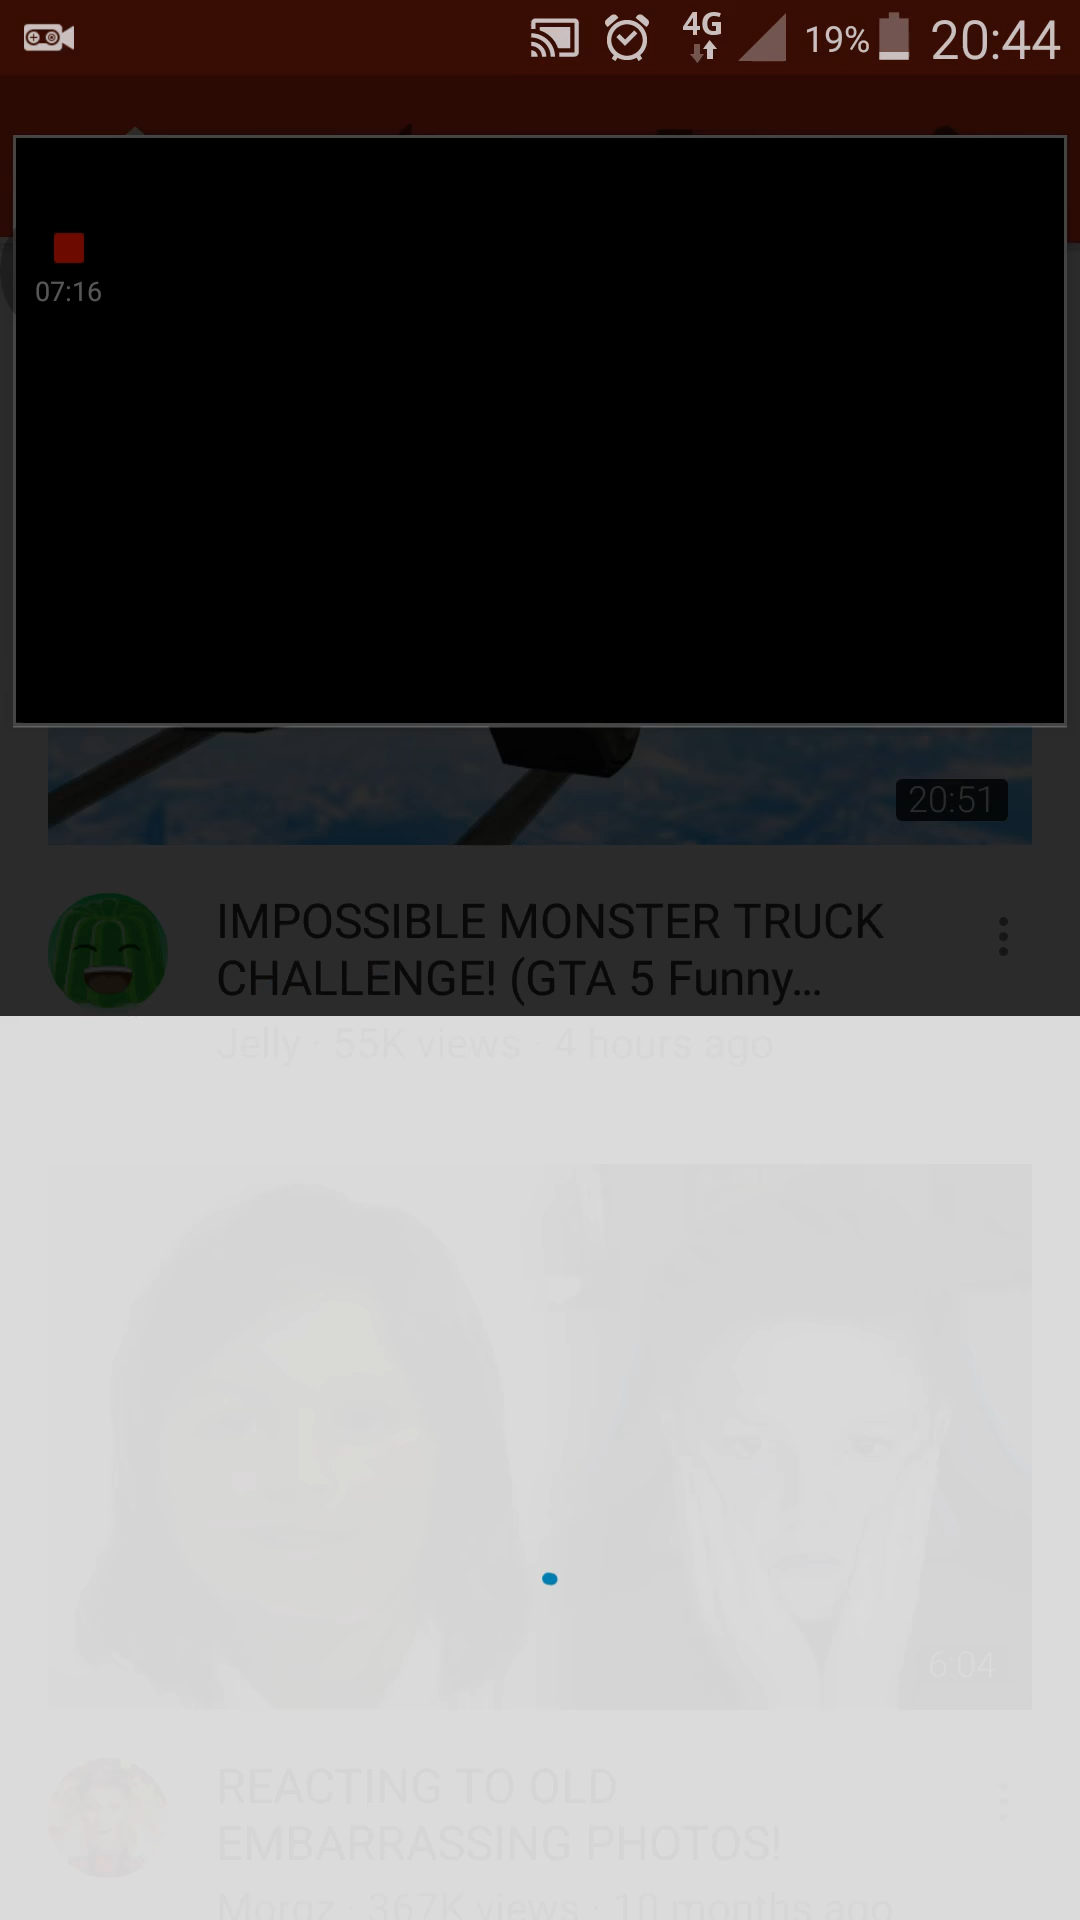 4G 19% 20:44
07:16
20:51
IMPOSSIBLE MONSTER TRUCK
CHALLENGE! (GTA 5 Funny...
Jelly · 55K views · 4 hours ago
6:04
REACTING TO OLD
EMBARRASSING PHOTOS!
Morgz · 367K views · 10 months ago